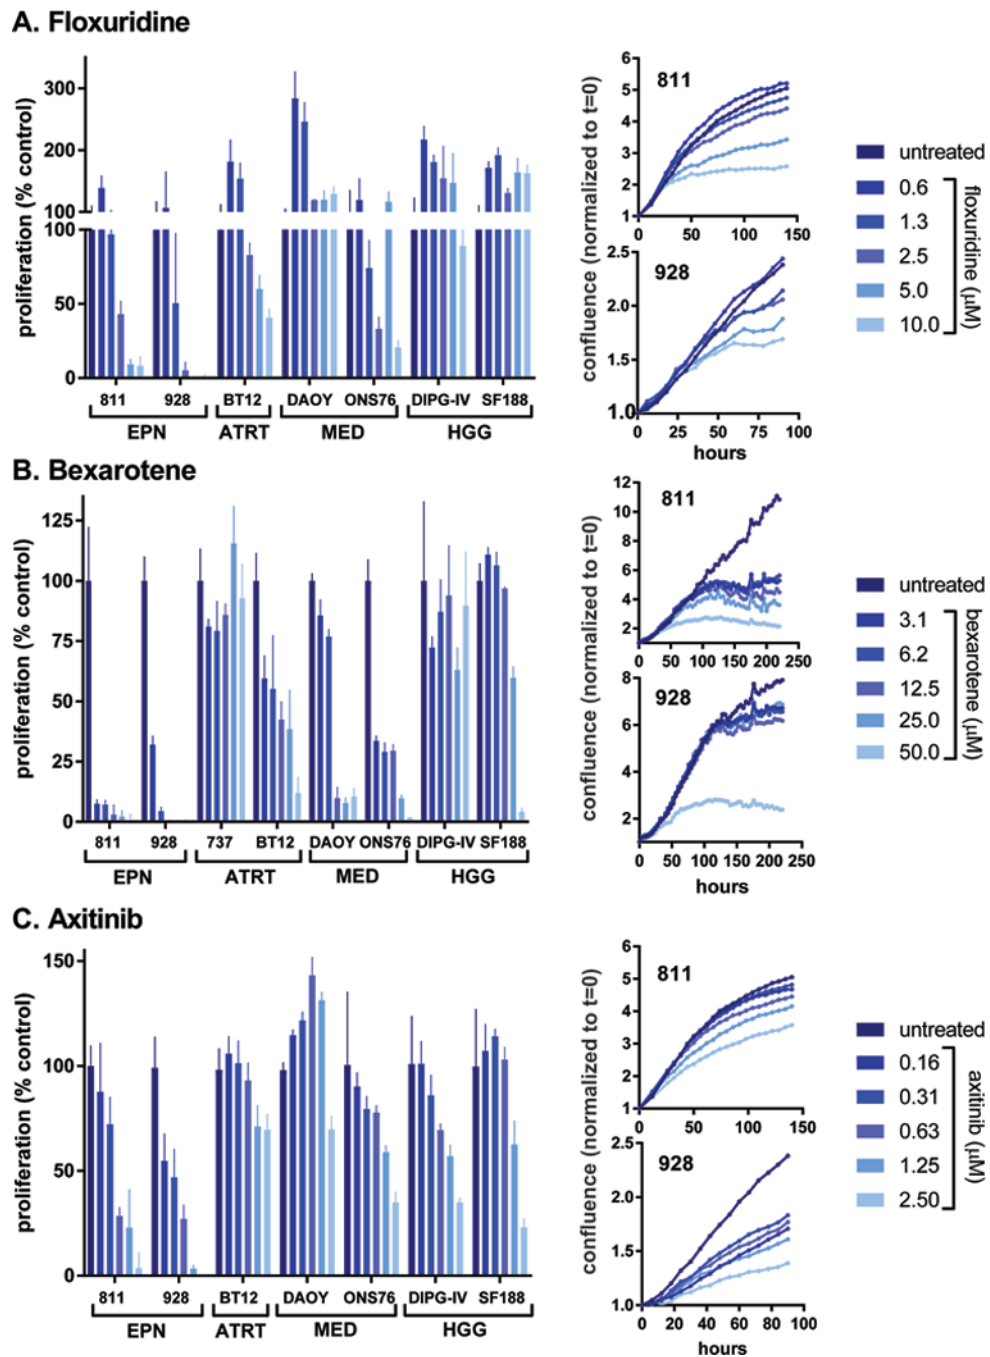 A. Floxuridine
proliferation (% control)
300
200
100
100
50
0
811 928 BT12 DAOY ONS76 DIPG-IV SF188
EPN ATRT MED HGG
confluence (normalized to t=0)
811
6
5
4
3
2
1
0 50 100 150
928
2.5
2.0
1.5
1.0
0 25 50 75 100
hours
untreated
0.6
1.3
2.5
5.0
10.0
floxuridine (μM)
B. Bexarotene
proliferation (% control)
125
100
75
50
25
0
811 928 737 BT12 DAOY ONS76 DIPG-IV SF188
EPN ATRT MED HGG
confluence (normalized to t=0)
811
12
10
8
6
4
2
0 50 100 150 200 250
928
8
6
4
2
0 50 100 150 200 250
hours
untreated
3.1
6.2
12.5
25.0
50.0
bexarotene (μM)
C. Axitinib
proliferation (% control)
150
100
50
0
811 928 BT12 DAOY ONS76 DIPG-IV SF188
EPN ATRT MED HGG
confluence (normalized to t=0)
811
6
5
4
3
2
1
0 50 100 150
928
2.5
2.0
1.5
1.0
0 20 40 60 80 100
hours
untreated
0.16
0.31
0.63
1.25
2.50
axitinib (μM)